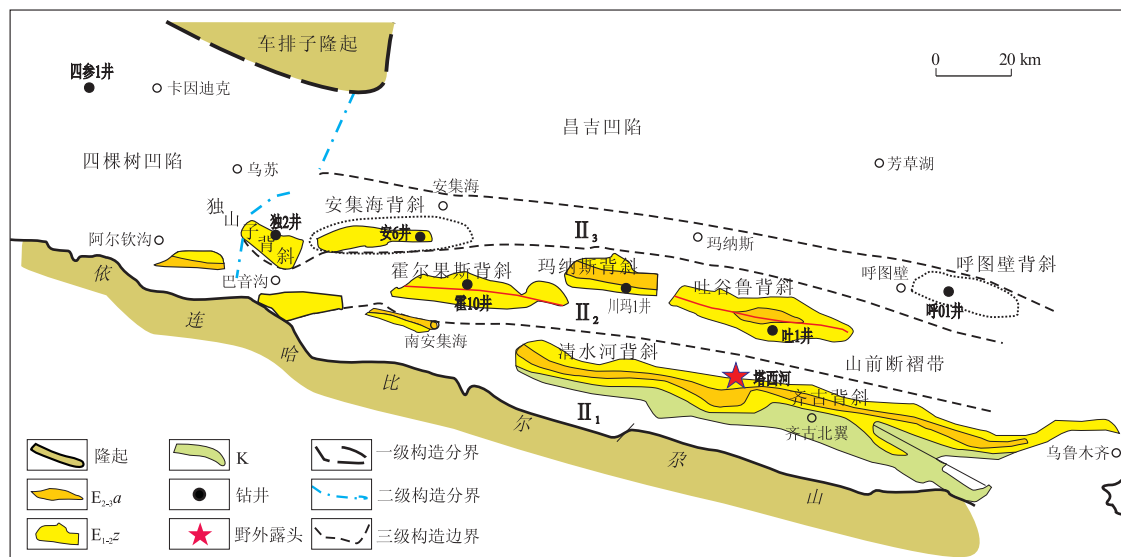 车排子隆起
0 20 km
四参1井
卡因迪克
昌吉凹陷
四棵树凹陷
乌苏
芳草湖
安集海
安集海背斜
独山子背斜
独2井
安6井
II₃
玛纳斯
阿尔钦沟
巴音沟
霍尔果斯背斜
玛纳斯背斜
吐谷鲁背斜
呼图壁
呼图壁背斜
呼01井
霍10井
川玛1井
II₂
吐1井
南安集海
清水河背斜
山前断褶带
塔西河
齐古背斜
II₁
齐古北翼
乌鲁木齐
依连哈比尔尕山
隆起
K
一级构造分界
E₂₋₃a
钻井
二级构造分界
E₁₋₂z
野外露头
三级构造边界